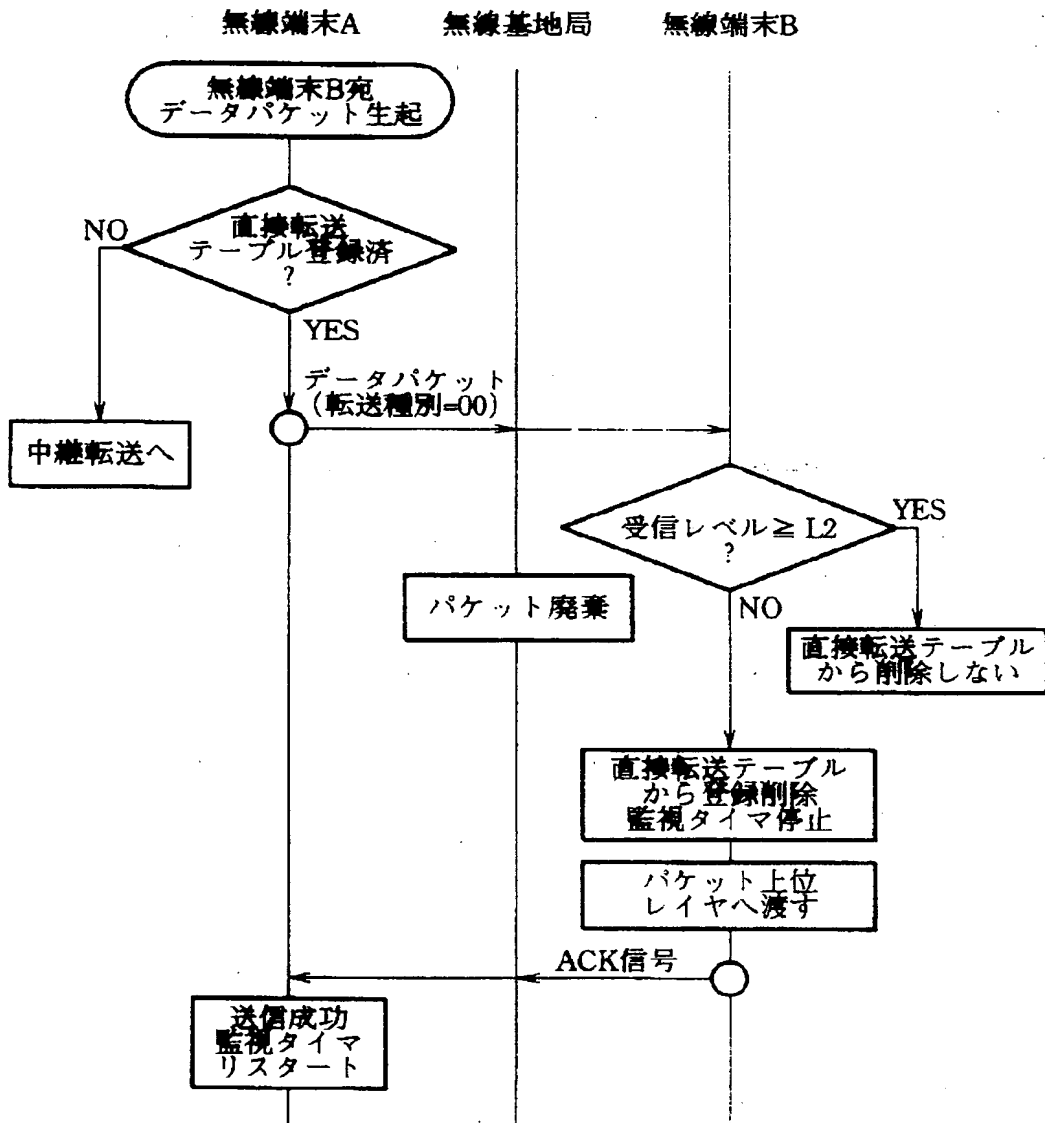 無線端末A
無線基地局
無線端末B
無線端末B宛
データパケット生起
直接転送
テーブル登録済
?
NO
YES
データパケット
(転送種別=00)
中継転送へ
受信レベル≧L2
?
YES
NO
パケット廃棄
直接転送テーブル
から削除しない
直接転送テーブル
から登録削除
監視タイマ停止
パケット上位
レイヤへ渡す
ACK信号
送信成功
監視タイマ
リスタート